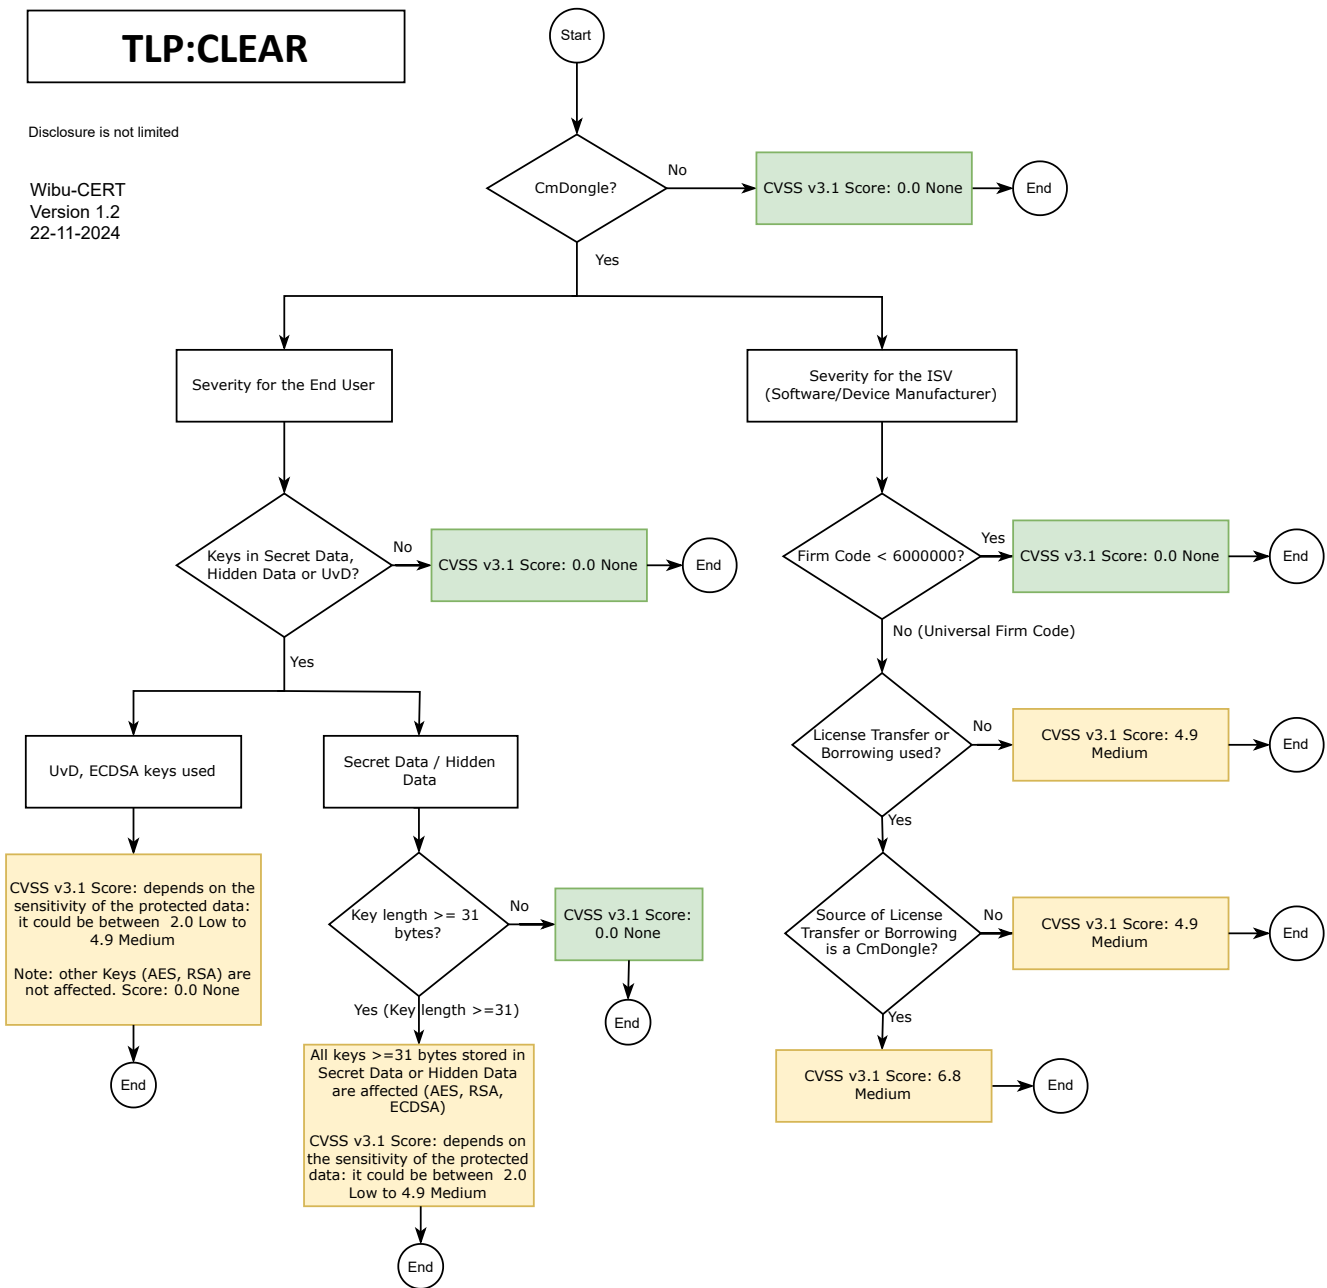 TLP:CLEAR
Disclosure is not limited
Wibu-CERT
Version 1.2
22-11-2024
Start
CmDongle?
No
CVSS v3.1 Score: 0.0 None
End
Yes
Severity for the End User
Severity for the ISV
(Software/Device Manufacturer)
Keys in Secret Data,
Hidden Data or UvD?
No
CVSS v3.1 Score: 0.0 None
End
Firm Code < 6000000?
Yes
CVSS v3.1 Score: 0.0 None
End
Yes
No (Universal Firm Code)
UvD, ECDSA keys used
Secret Data / Hidden
Data
License Transfer or
Borrowing used?
No
CVSS v3.1 Score: 4.9
Medium
End
Yes
CVSS v3.1 Score: depends on the
sensitivity of the protected data:
it could be between  2.0 Low to
4.9 Medium
Note: other Keys (AES, RSA) are
not affected. Score: 0.0 None
End
Key length >= 31
bytes?
No
CVSS v3.1 Score:
0.0 None
End
Yes (Key length >=31)
Source of License
Transfer or Borrowing
is a CmDongle?
No
CVSS v3.1 Score: 4.9
Medium
End
Yes
All keys >=31 bytes stored in
Secret Data or Hidden Data
are affected (AES, RSA,
ECDSA)
CVSS v3.1 Score: depends on
the sensitivity of the protected
data: it could be between  2.0
Low to 4.9 Medium
End
CVSS v3.1 Score: 6.8
Medium
End